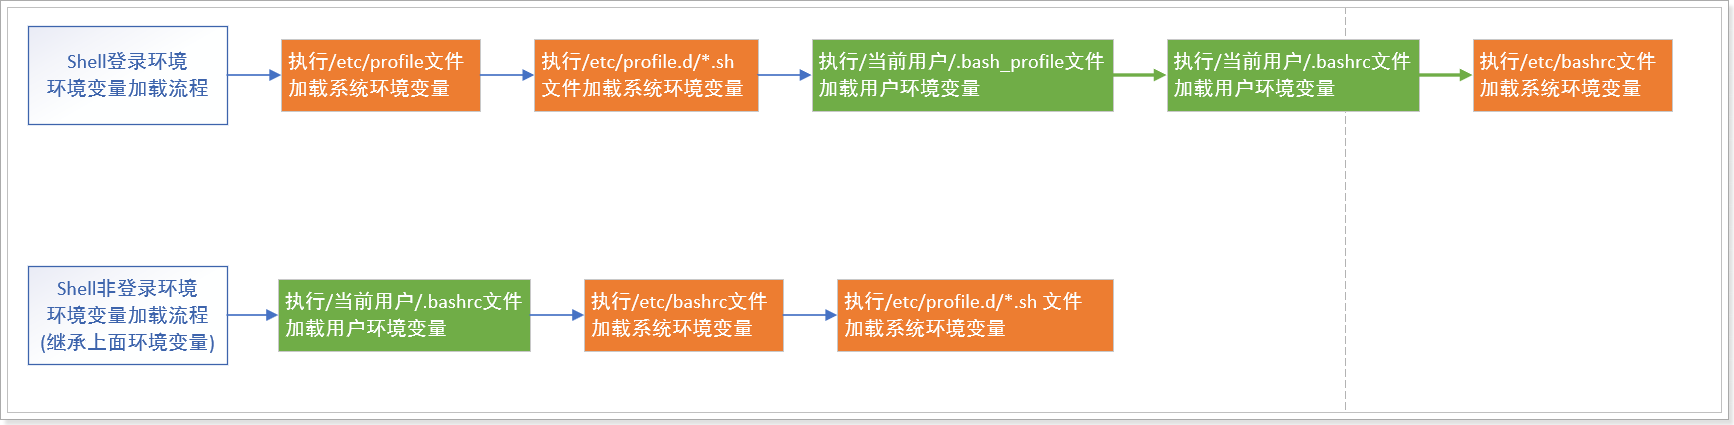 Shell登录环境
环境变量加载流程
执行/etc/profile文件
加载系统环境变量
执行/etc/profile.d/*.sh
文件加载系统环境变量
执行/当前用户/.bash_profile文件
加载用户环境变量
执行/当前用户/.bashrc文件
加载用户环境变量
执行/etc/bashrc文件
加载系统环境变量
Shell非登录环境
环境变量加载流程
(继承上面环境变量)
执行/当前用户/.bashrc文件
加载用户环境变量
执行/etc/bashrc文件
加载系统环境变量
执行/etc/profile.d/*.sh 文件
加载系统环境变量